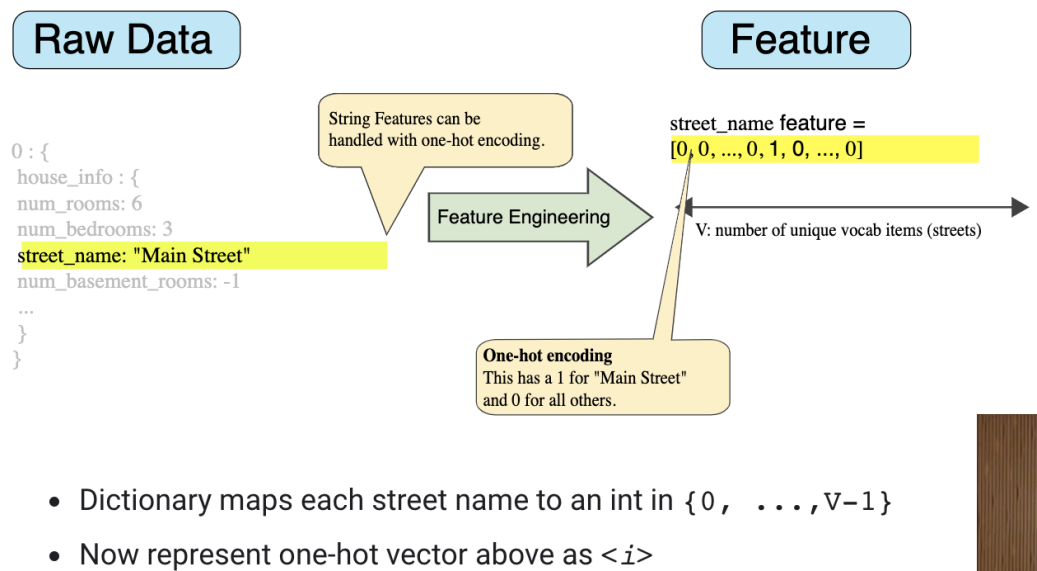 Raw Data
Feature
String Features can be
handled with one-hot encoding.
0 : {
house_info : {
num_rooms: 6
num_bedrooms: 3
street_name: "Main Street"
num_basement_rooms: -1
...
}
}
Feature Engineering
street_name feature =
[0, 0, ..., 0, 1, 0, ..., 0]
V: number of unique vocab items (streets)
One-hot encoding
This has a 1 for "Main Street"
and 0 for all others.
• Dictionary maps each street name to an int in {0, ...,V-1}
• Now represent one-hot vector above as <i>